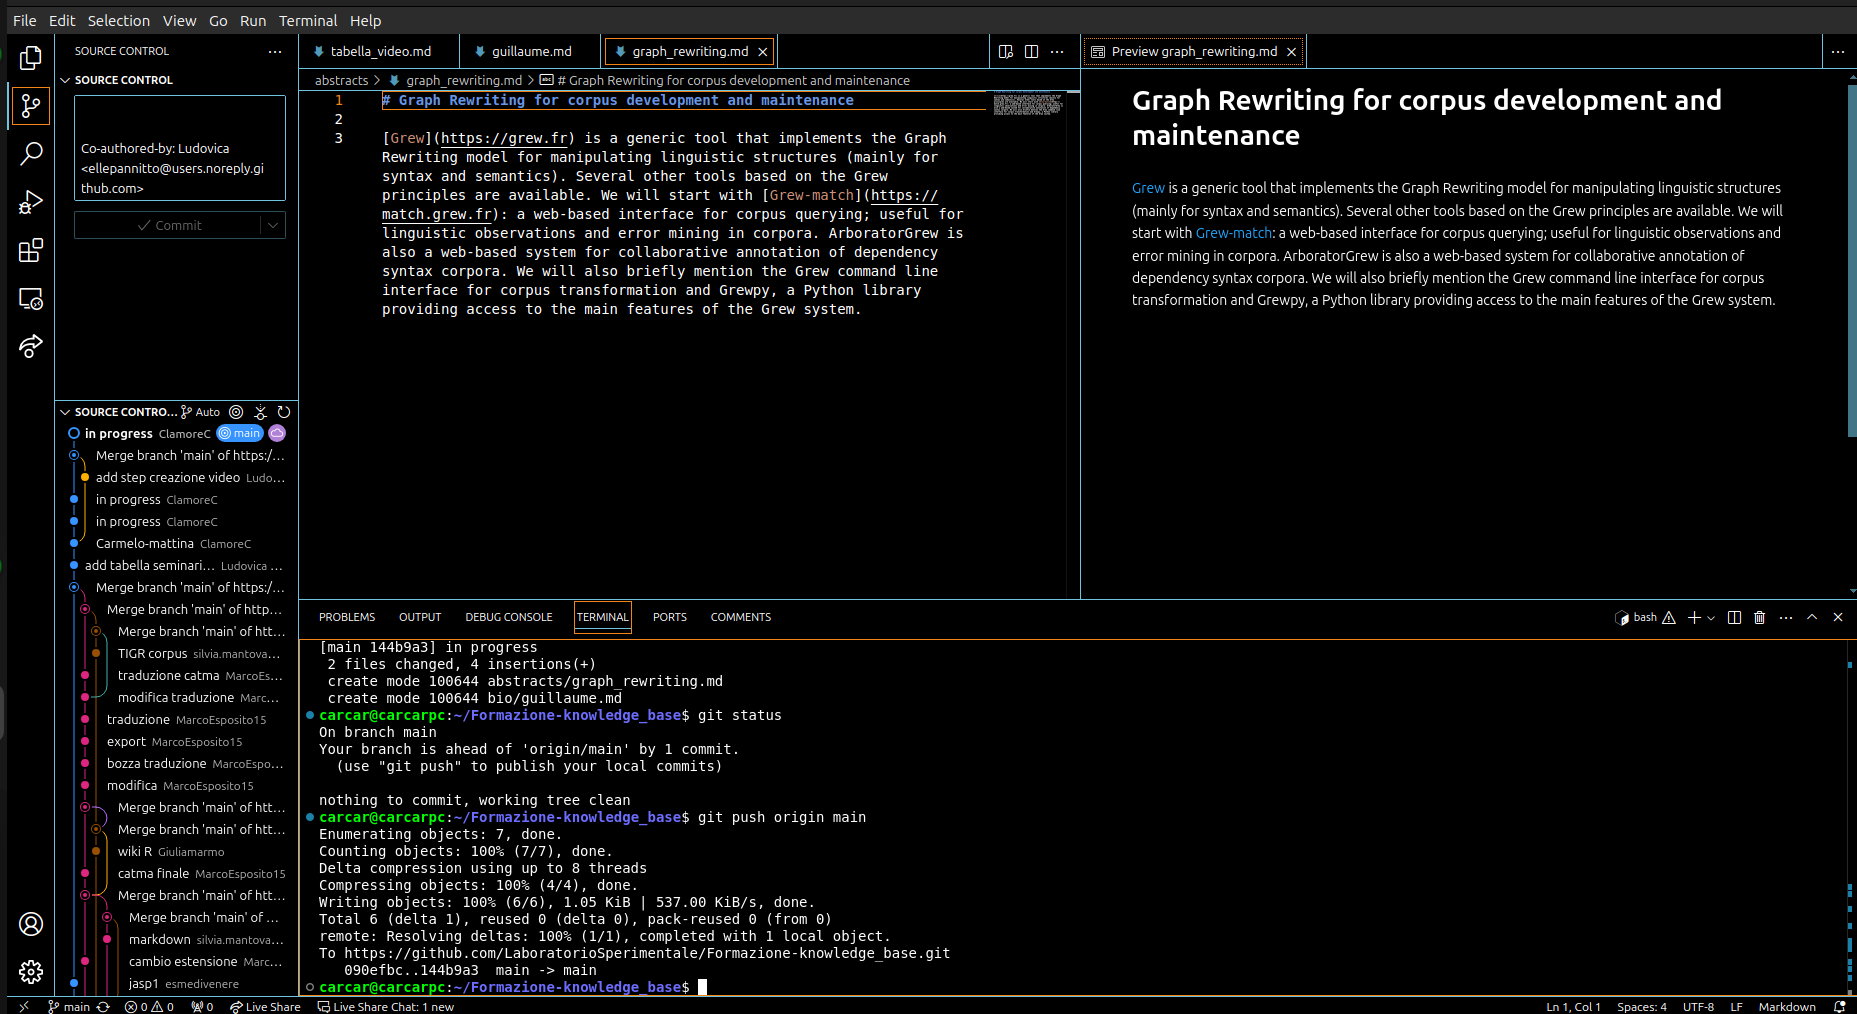 File Edit Selection View Go Run Terminal Help
SOURCE CONTROL
SOURCE CONTROL
Co-authored-by: Ludovica
<ellepannitto@users.noreply.gi
thub.com>
Commit
SOURCE CONTRO... Auto
in progress ClamoreC main
Merge branch 'main' of https:/...
add step creazione video Ludo...
in progress ClamoreC
in progress ClamoreC
Carmelo-mattina ClamoreC
add tabella seminari... Ludovica ...
Merge branch 'main' of https:/...
Merge branch 'main' of http...
Merge branch 'main' of htt...
TIGR corpus silvia.mantova...
traduzione catma MarcoEs...
modifica traduzione Marc...
traduzione MarcoEsposito15
export MarcoEsposito15
bozza traduzione MarcoEspo...
modifica MarcoEsposito15
Merge branch 'main' of htt...
Merge branch 'main' of htt...
wiki R Giuliamarmo
catma finale MarcoEsposito15
Merge branch 'main' of htt...
Merge branch 'main' of ...
markdown silvia.mantova...
cambio estensione Marc...
jasp1 esmedivenere
tabella_video.md guillaume.md graph_rewriting.md
abstracts > graph_rewriting.md > # Graph Rewriting for corpus development and maintenance
1 # Graph Rewriting for corpus development and maintenance
2
3 [Grew](https://grew.fr) is a generic tool that implements the Graph
Rewriting model for manipulating linguistic structures (mainly for
syntax and semantics). Several other tools based on the Grew
principles are available. We will start with [Grew-match](https://
match.grew.fr): a web-based interface for corpus querying; useful for
linguistic observations and error mining in corpora. ArboratorGrew is
also a web-based system for collaborative annotation of dependency
syntax corpora. We will also briefly mention the Grew command line
interface for corpus transformation and Grewpy, a Python library
providing access to the main features of the Grew system.
Preview graph_rewriting.md
Graph Rewriting for corpus development and
maintenance
Grew is a generic tool that implements the Graph Rewriting model for manipulating linguistic structures
(mainly for syntax and semantics). Several other tools based on the Grew principles are available. We will
start with Grew-match: a web-based interface for corpus querying; useful for linguistic observations and
error mining in corpora. ArboratorGrew is also a web-based system for collaborative annotation of
dependency syntax corpora. We will also briefly mention the Grew command line interface for corpus
transformation and Grewpy, a Python library providing access to the main features of the Grew system.
PROBLEMS OUTPUT DEBUG CONSOLE TERMINAL PORTS COMMENTS bash
[main 144b9a3] in progress
2 files changed, 4 insertions(+)
create mode 100644 abstracts/graph_rewriting.md
create mode 100644 bio/guillaume.md
carcar@carcarpc:~/Formazione-knowledge_base$ git status
On branch main
Your branch is ahead of 'origin/main' by 1 commit.
(use "git push" to publish your local commits)
nothing to commit, working tree clean
carcar@carcarpc:~/Formazione-knowledge_base$ git push origin main
Enumerating objects: 7, done.
Counting objects: 100% (7/7), done.
Delta compression using up to 8 threads
Compressing objects: 100% (4/4), done.
Writing objects: 100% (6/6), 1.05 KiB | 537.00 KiB/s, done.
Total 6 (delta 1), reused 0 (delta 0), pack-reused 0 (from 0)
remote: Resolving deltas: 100% (1/1), completed with 1 local object.
To https://github.com/LaboratorioSperimentale/Formazione-knowledge_base.git
090efbc..144b9a3 main -> main
carcar@carcarpc:~/Formazione-knowledge_base$
main 0 0 0 Live Share Live Share Chat: 1 new Ln 1, Col 1 Spaces: 4 UTF-8 LF Markdown